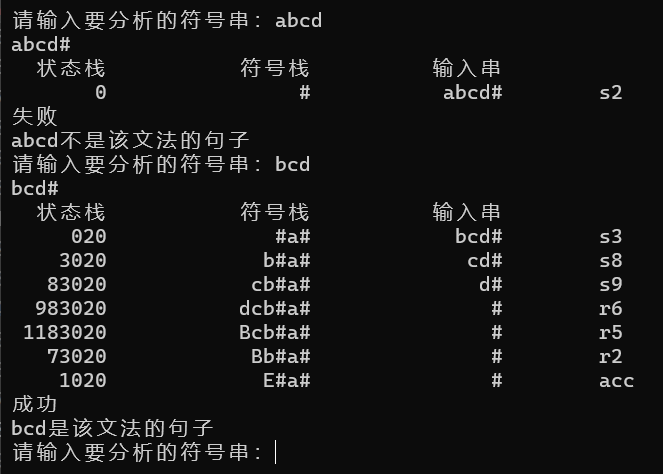 请输入要分析的符号串：abcd
abcd#
状态栈 符号栈 输入串
0 # abcd# s2
失败
abcd不是该文法的句子
请输入要分析的符号串：bcd
bcd#
状态栈 符号栈 输入串
020 #a# bcd# s3
3020 b#a# cd# s8
83020 cb#a# d# s9
983020 dcb#a# # r6
1183020 Bcb#a# # r5
73020 Bb#a# # r2
1020 E#a# # acc
成功
bcd是该文法的句子
请输入要分析的符号串：